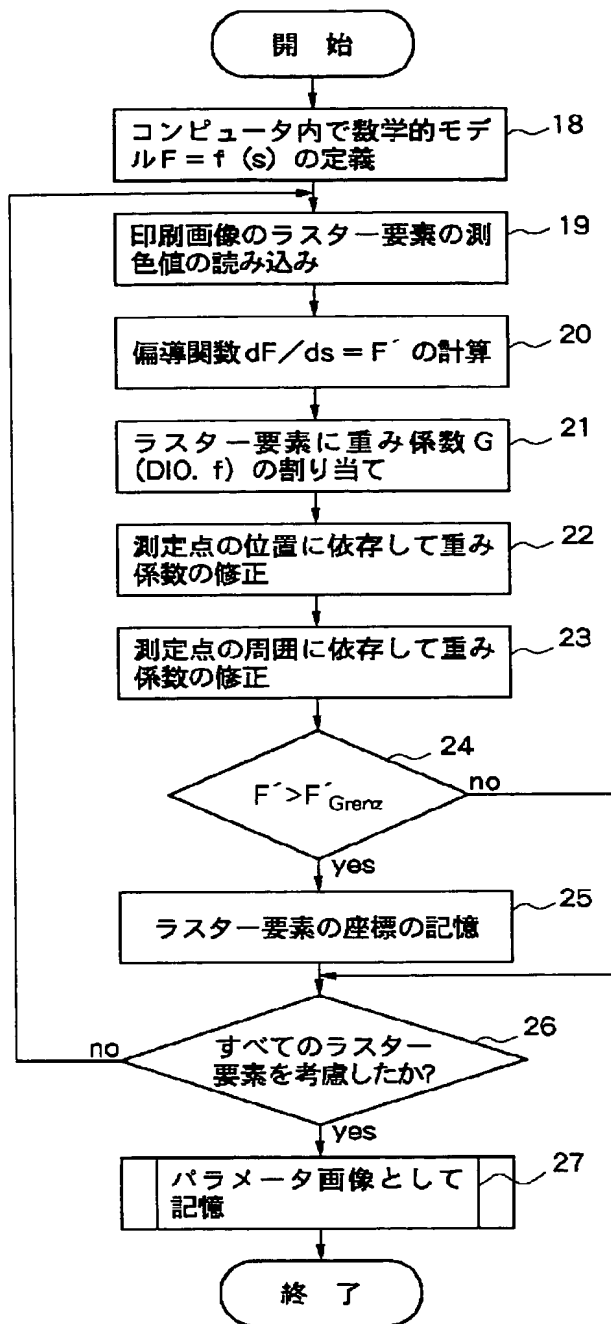 開 始
コンピュータ内で数学的モデ
ルF=f (s) の定義
18
印刷画像のラスター要素の測
色値の読み込み
19
偏導関数dF/ds=F´の計算
20
ラスター要素に重み係数G
(DIO. f) の割り当て
21
測定点の位置に依存して重み
係数の修正
22
測定点の周囲に依存して重み
係数の修正
23
24
F´>F´Grenz
no
yes
ラスター要素の座標の記憶
25
no
すべてのラスター
要素を考慮したか?
26
yes
パラメータ画像として
記憶
27
終 了